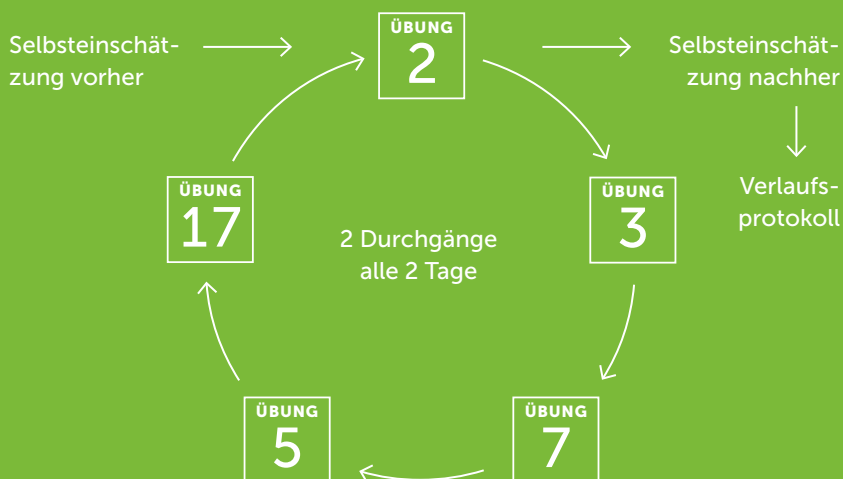 Selbsteinschät-
zung vorher
ÜBUNG
2
Selbsteinschät-
zung nachher
Verlaufs-
protokoll
ÜBUNG
17
2 Durchgänge
alle 2 Tage
ÜBUNG
3
ÜBUNG
5
ÜBUNG
7